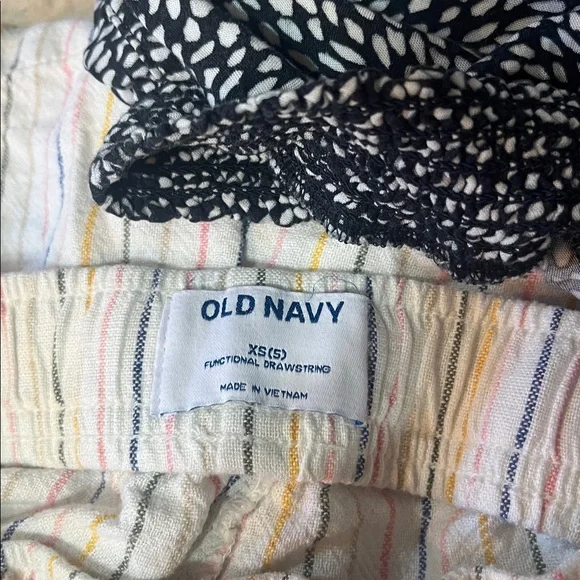 OLD NAVY
XS(5)
FUNCTIONAL DRAWSTRING
MADE IN VIETNAM